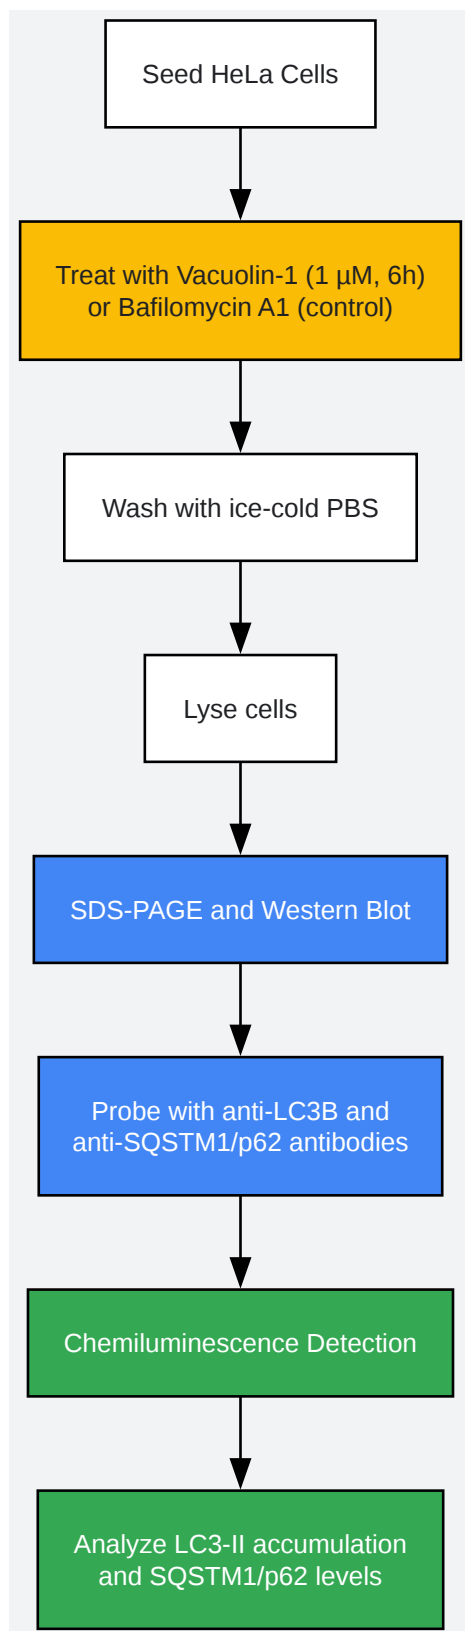 Seed HeLa Cells
Treat with Vacuolin-1 (1 µM, 6h)
or Bafilomycin A1 (control)
Wash with ice-cold PBS
Lyse cells
SDS-PAGE and Western Blot
Probe with anti-LC3B and
anti-SQSTM1/p62 antibodies
Chemiluminescence Detection
Analyze LC3-II accumulation
and SQSTM1/p62 levels